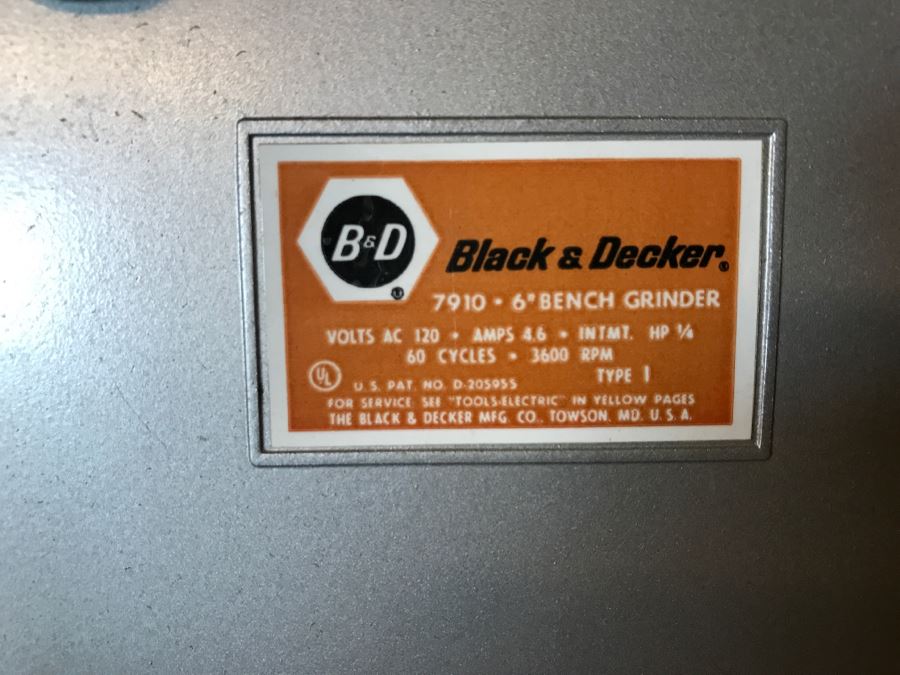 B&D
Black & Decker®
7910 • 6" BENCH GRINDER
VOLTS AC 120 • AMPS 4.6 • INTMT. HP 1/4
60 CYCLES • 3600 RPM
TYPE 1
UL U.S. PAT. NO. D-205955
FOR SERVICE SEE "TOOLS-ELECTRIC" IN YELLOW PAGES
THE BLACK & DECKER MFG. CO., TOWSON, MD. U.S.A.